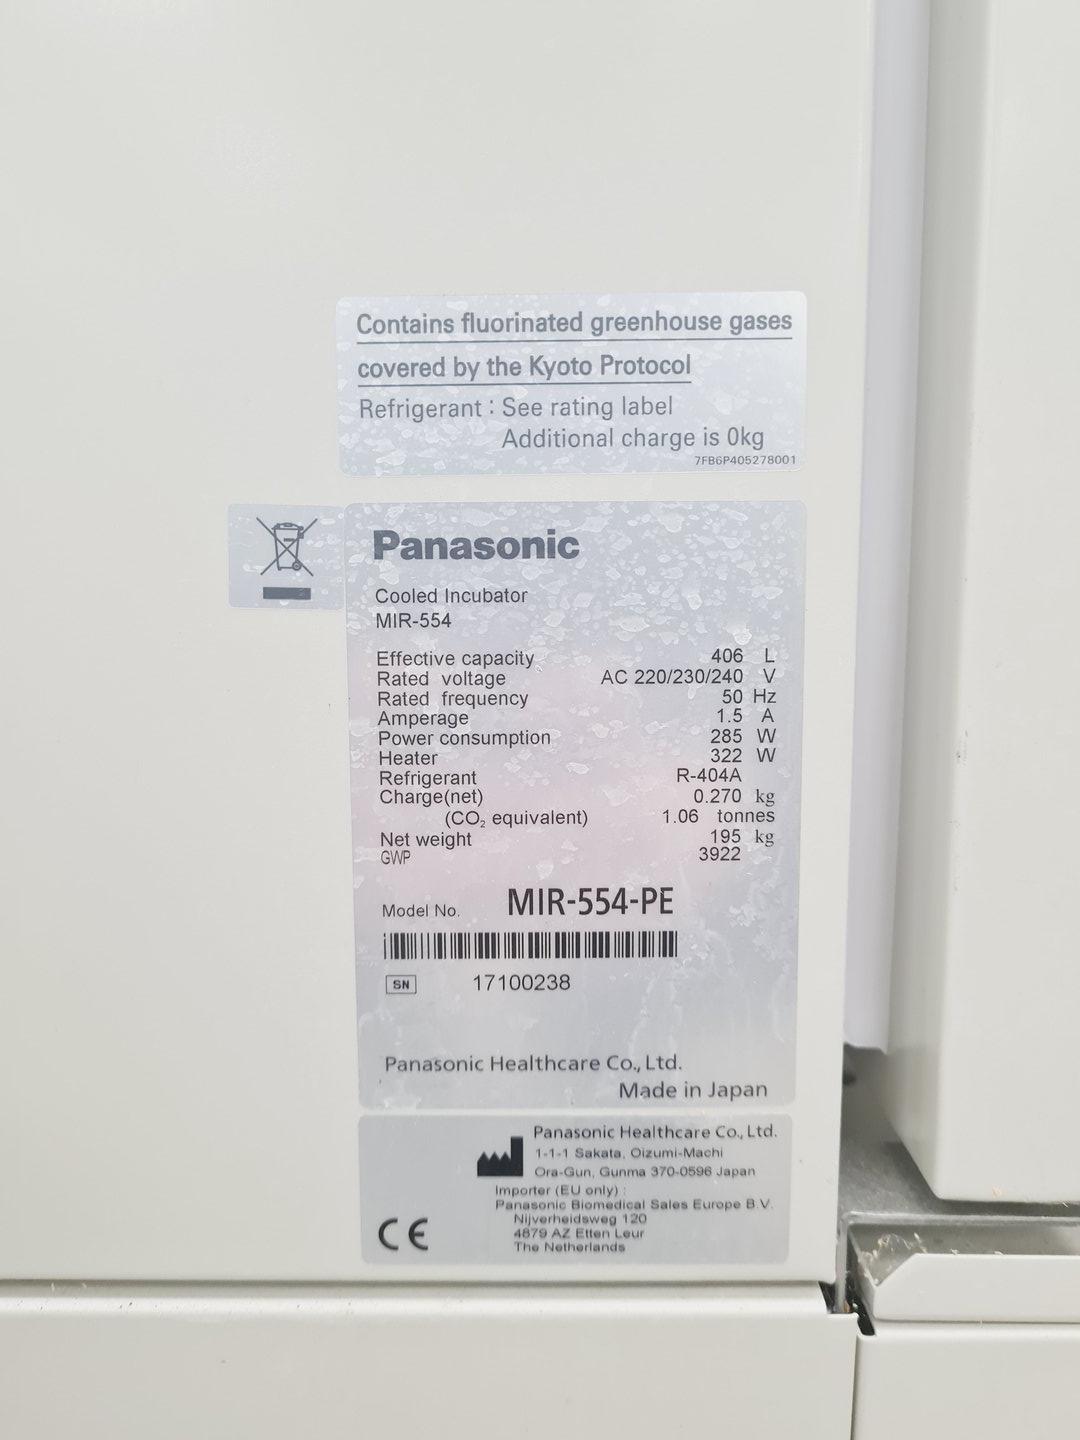 Contains fluorinated greenhouse gases
covered by the Kyoto Protocol
Refrigerant : See rating label
Additional charge is 0kg
7FB6P405278001
Panasonic
Cooled Incubator
MIR-554
Effective capacity 406 L
Rated voltage AC 220/230/240 V
Rated frequency 50 Hz
Amperage 1.5 A
Power consumption 285 W
Heater 322 W
Refrigerant R-404A
Charge(net) 0.270 kg
(CO₂ equivalent) 1.06 tonnes
Net weight 195 kg
GWP 3922
Model No. MIR-554-PE
SN 17100238
Panasonic Healthcare Co., Ltd.
Made in Japan
Panasonic Healthcare Co., Ltd.
1-1-1 Sakata, Oizumi-Machi
Ora-Gun, Gunma 370-0596 Japan
Importer (EU only) :
Panasonic Biomedical Sales Europe B.V.
Nijverheidsweg 120
4879 AZ Etten Leur
The Netherlands
CE